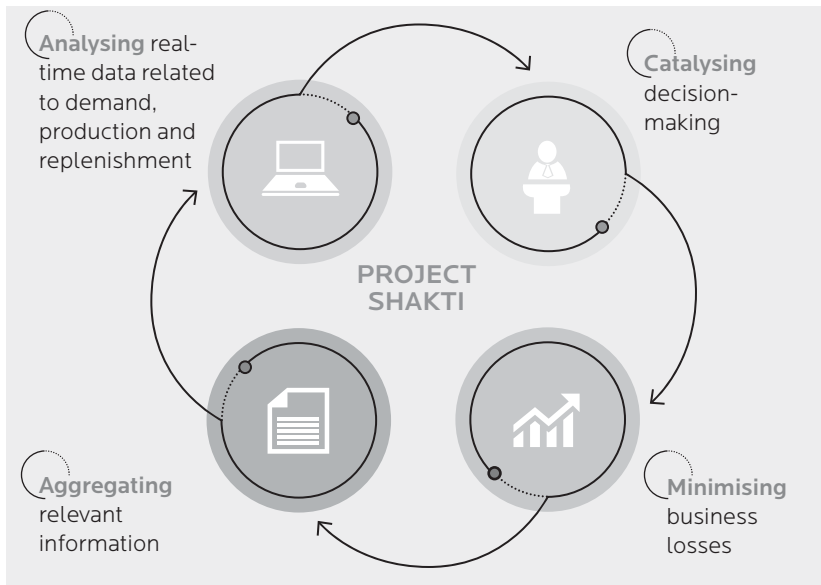 Analysing real-
time data related
to demand,
production and
replenishment
Catalysing
decision-
making
PROJECT
SHAKTI
Aggregating
relevant
information
Minimising
business
losses